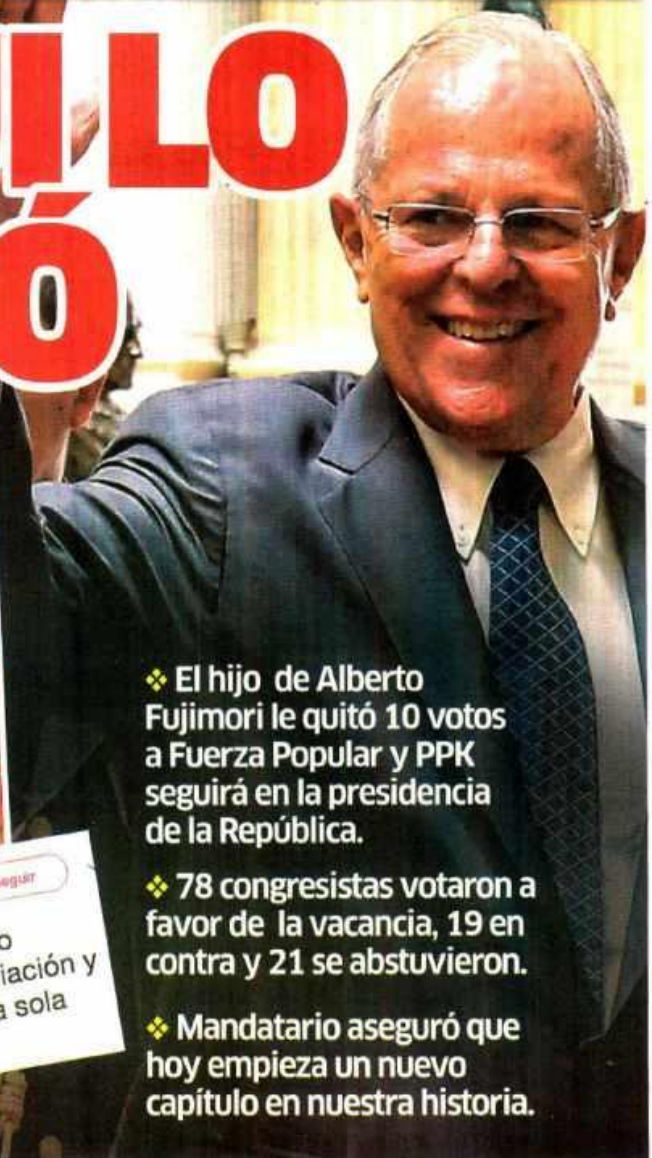 I LO
Ó
❖ El hijo de Alberto
Fujimori le quitó 10 votos
a Fuerza Popular y PPK
seguirá en la presidencia
de la República.
❖ 78 congresistas votaron a
favor de la vacancia, 19 en
contra y 21 se abstuvieron.
❖ Mandatario aseguró que
hoy empieza un nuevo
capítulo en nuestra historia.
eguir
o
iación y
a sola